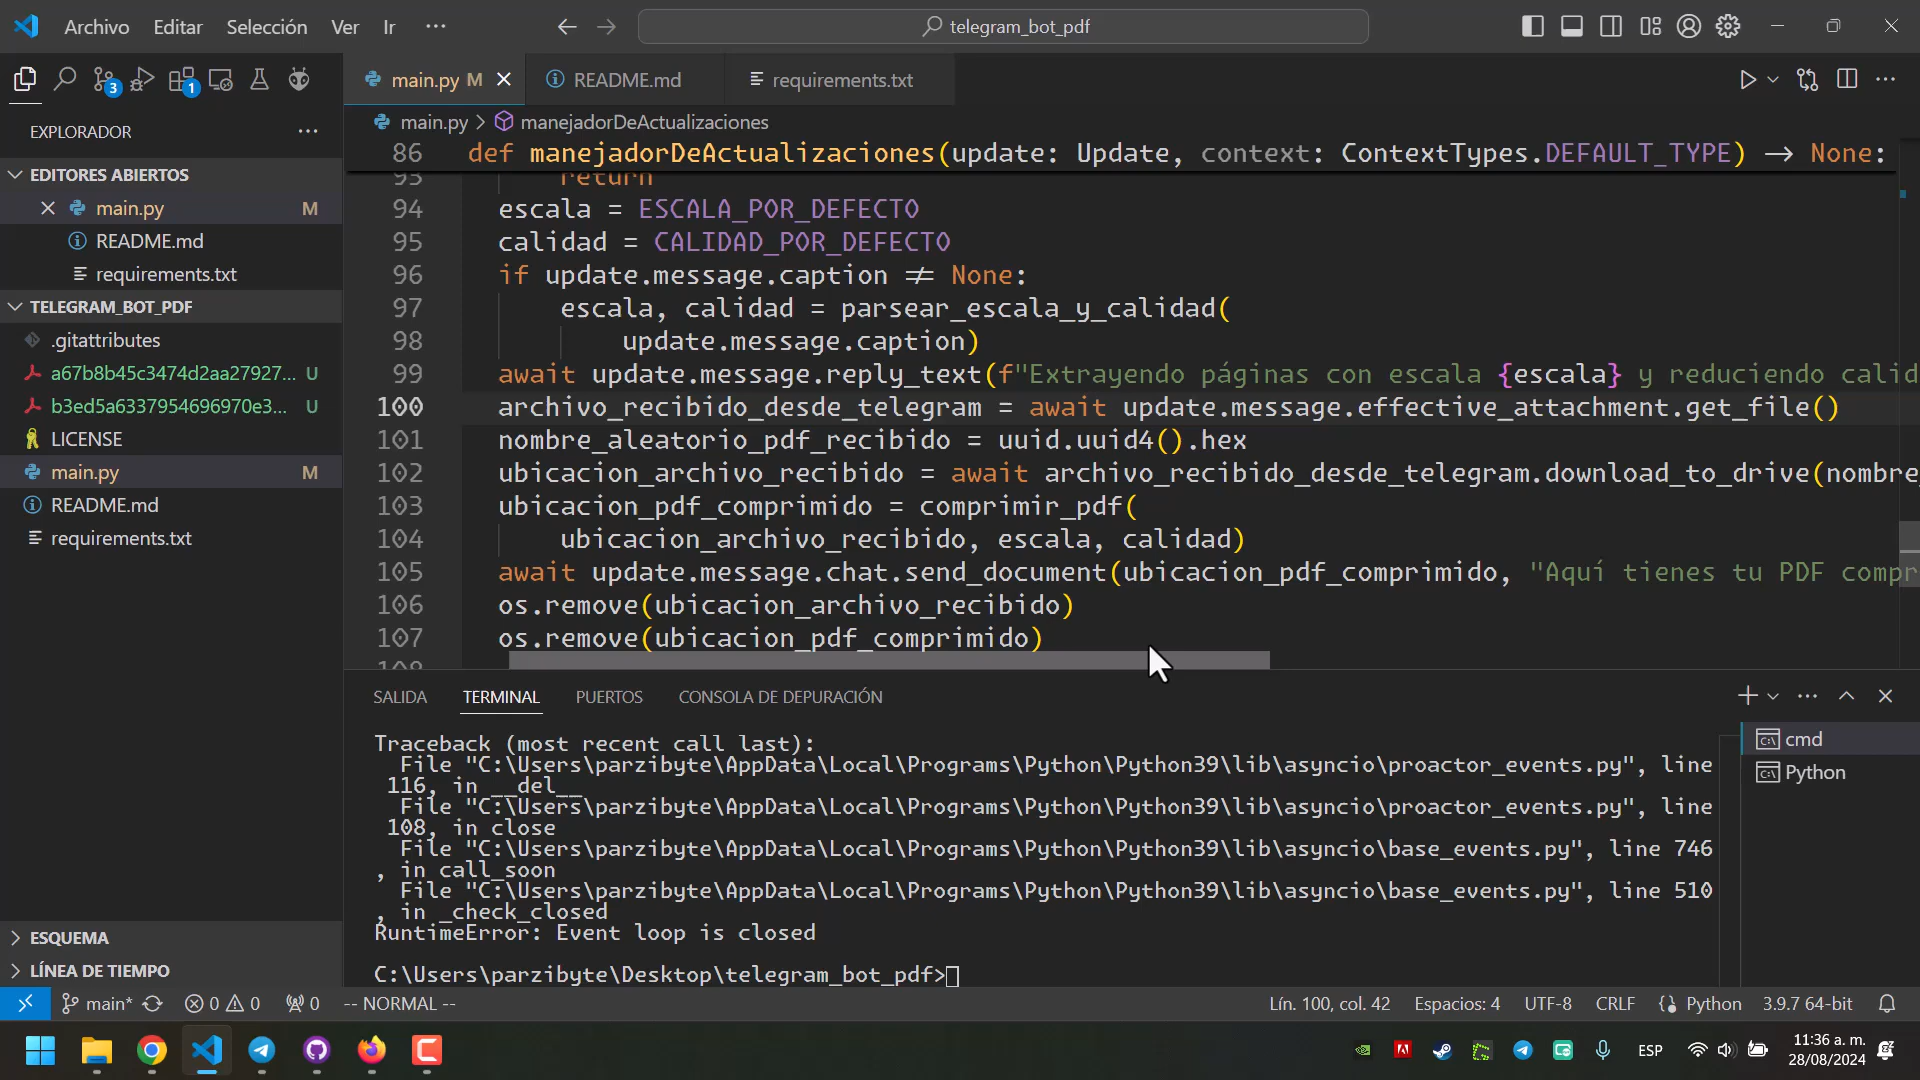 Archivo Editar Selección Ver Ir ··· telegram_bot_pdf
3 1
main.py M README.md requirements.txt
EXPLORADOR
main.py > manejadorDeActualizaciones
EDITORES ABIERTOS
main.py M
README.md
requirements.txt
TELEGRAM_BOT_PDF
.gitattributes
a67b8b45c3474d2aa27927... U
b3ed5a6337954696970e3... U
LICENSE
main.py M
README.md
requirements.txt
ESQUEMA
LÍNEA DE TIEMPO
86 def manejadorDeActualizaciones(update: Update, context: ContextTypes.DEFAULT_TYPE) -> None:
93 return
94 escala = ESCALA_POR_DEFECTO
95 calidad = CALIDAD_POR_DEFECTO
96 if update.message.caption != None:
97 escala, calidad = parsear_escala_y_calidad(
98 update.message.caption)
99 await update.message.reply_text(f"Extrayendo páginas con escala {escala} y reduciendo calid
100 archivo_recibido_desde_telegram = await update.message.effective_attachment.get_file()
101 nombre_aleatorio_pdf_recibido = uuid.uuid4().hex
102 ubicacion_archivo_recibido = await archivo_recibido_desde_telegram.download_to_drive(nombre_
103 ubicacion_pdf_comprimido = comprimir_pdf(
104 ubicacion_archivo_recibido, escala, calidad)
105 await update.message.chat.send_document(ubicacion_pdf_comprimido, "Aquí tienes tu PDF compr
106 os.remove(ubicacion_archivo_recibido)
107 os.remove(ubicacion_pdf_comprimido)
108
SALIDA TERMINAL PUERTOS CONSOLA DE DEPURACIÓN
cmd
Python
Traceback (most recent call last):
File "C:\Users\parzibyte\AppData\Local\Programs\Python\Python39\lib\asyncio\proactor_events.py", line
116, in __del__
File "C:\Users\parzibyte\AppData\Local\Programs\Python\Python39\lib\asyncio\proactor_events.py", line
108, in close
File "C:\Users\parzibyte\AppData\Local\Programs\Python\Python39\lib\asyncio\base_events.py", line 746
, in call_soon
File "C:\Users\parzibyte\AppData\Local\Programs\Python\Python39\lib\asyncio\base_events.py", line 510
, in _check_closed
RuntimeError: Event loop is closed
C:\Users\parzibyte\Desktop\telegram_bot_pdf>
main* 0 0 0 -- NORMAL -- Lín. 100, col. 42 Espacios: 4 UTF-8 CRLF Python 3.9.7 64-bit
ESP 11:36 a. m.
28/08/2024